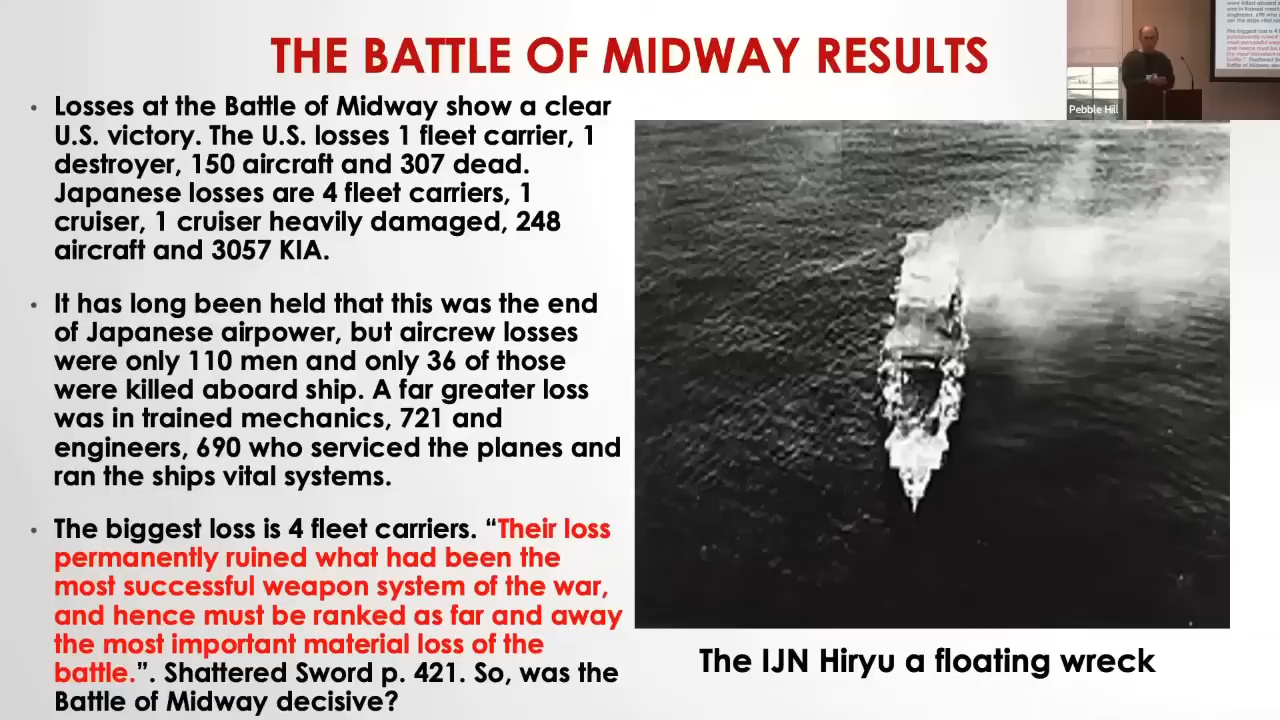 THE BATTLE OF MIDWAY RESULTS
• Losses at the Battle of Midway show a clear
U.S. victory. The U.S. losses 1 fleet carrier, 1
destroyer, 150 aircraft and 307 dead.
Japanese losses are 4 fleet carriers, 1
cruiser, 1 cruiser heavily damaged, 248
aircraft and 3057 KIA.
• It has long been held that this was the end
of Japanese airpower, but aircrew losses
were only 110 men and only 36 of those
were killed aboard ship. A far greater loss
was in trained mechanics, 721 and
engineers, 690 who serviced the planes and
ran the ships vital systems.
• The biggest loss is 4 fleet carriers. “Their loss
permanently ruined what had been the
most successful weapon system of the war,
and hence must be ranked as far and away
the most important material loss of the
battle.”. Shattered Sword p. 421. So, was the
Battle of Midway decisive?
Pebble Hill
The IJN Hiryu a floating wreck